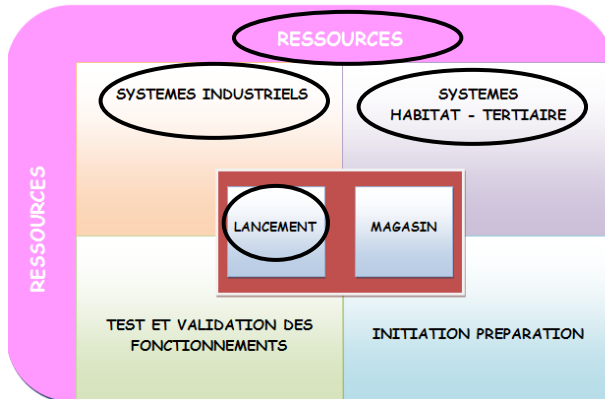 RESSOURCES
SYSTEMES INDUSTRIELS
SYSTEMES
HABITAT - TERTIAIRE
RESSOURCES
LANCEMENT
MAGASIN
TEST ET VALIDATION DES
FONCTIONNEMENTS
INITIATION PREPARATION